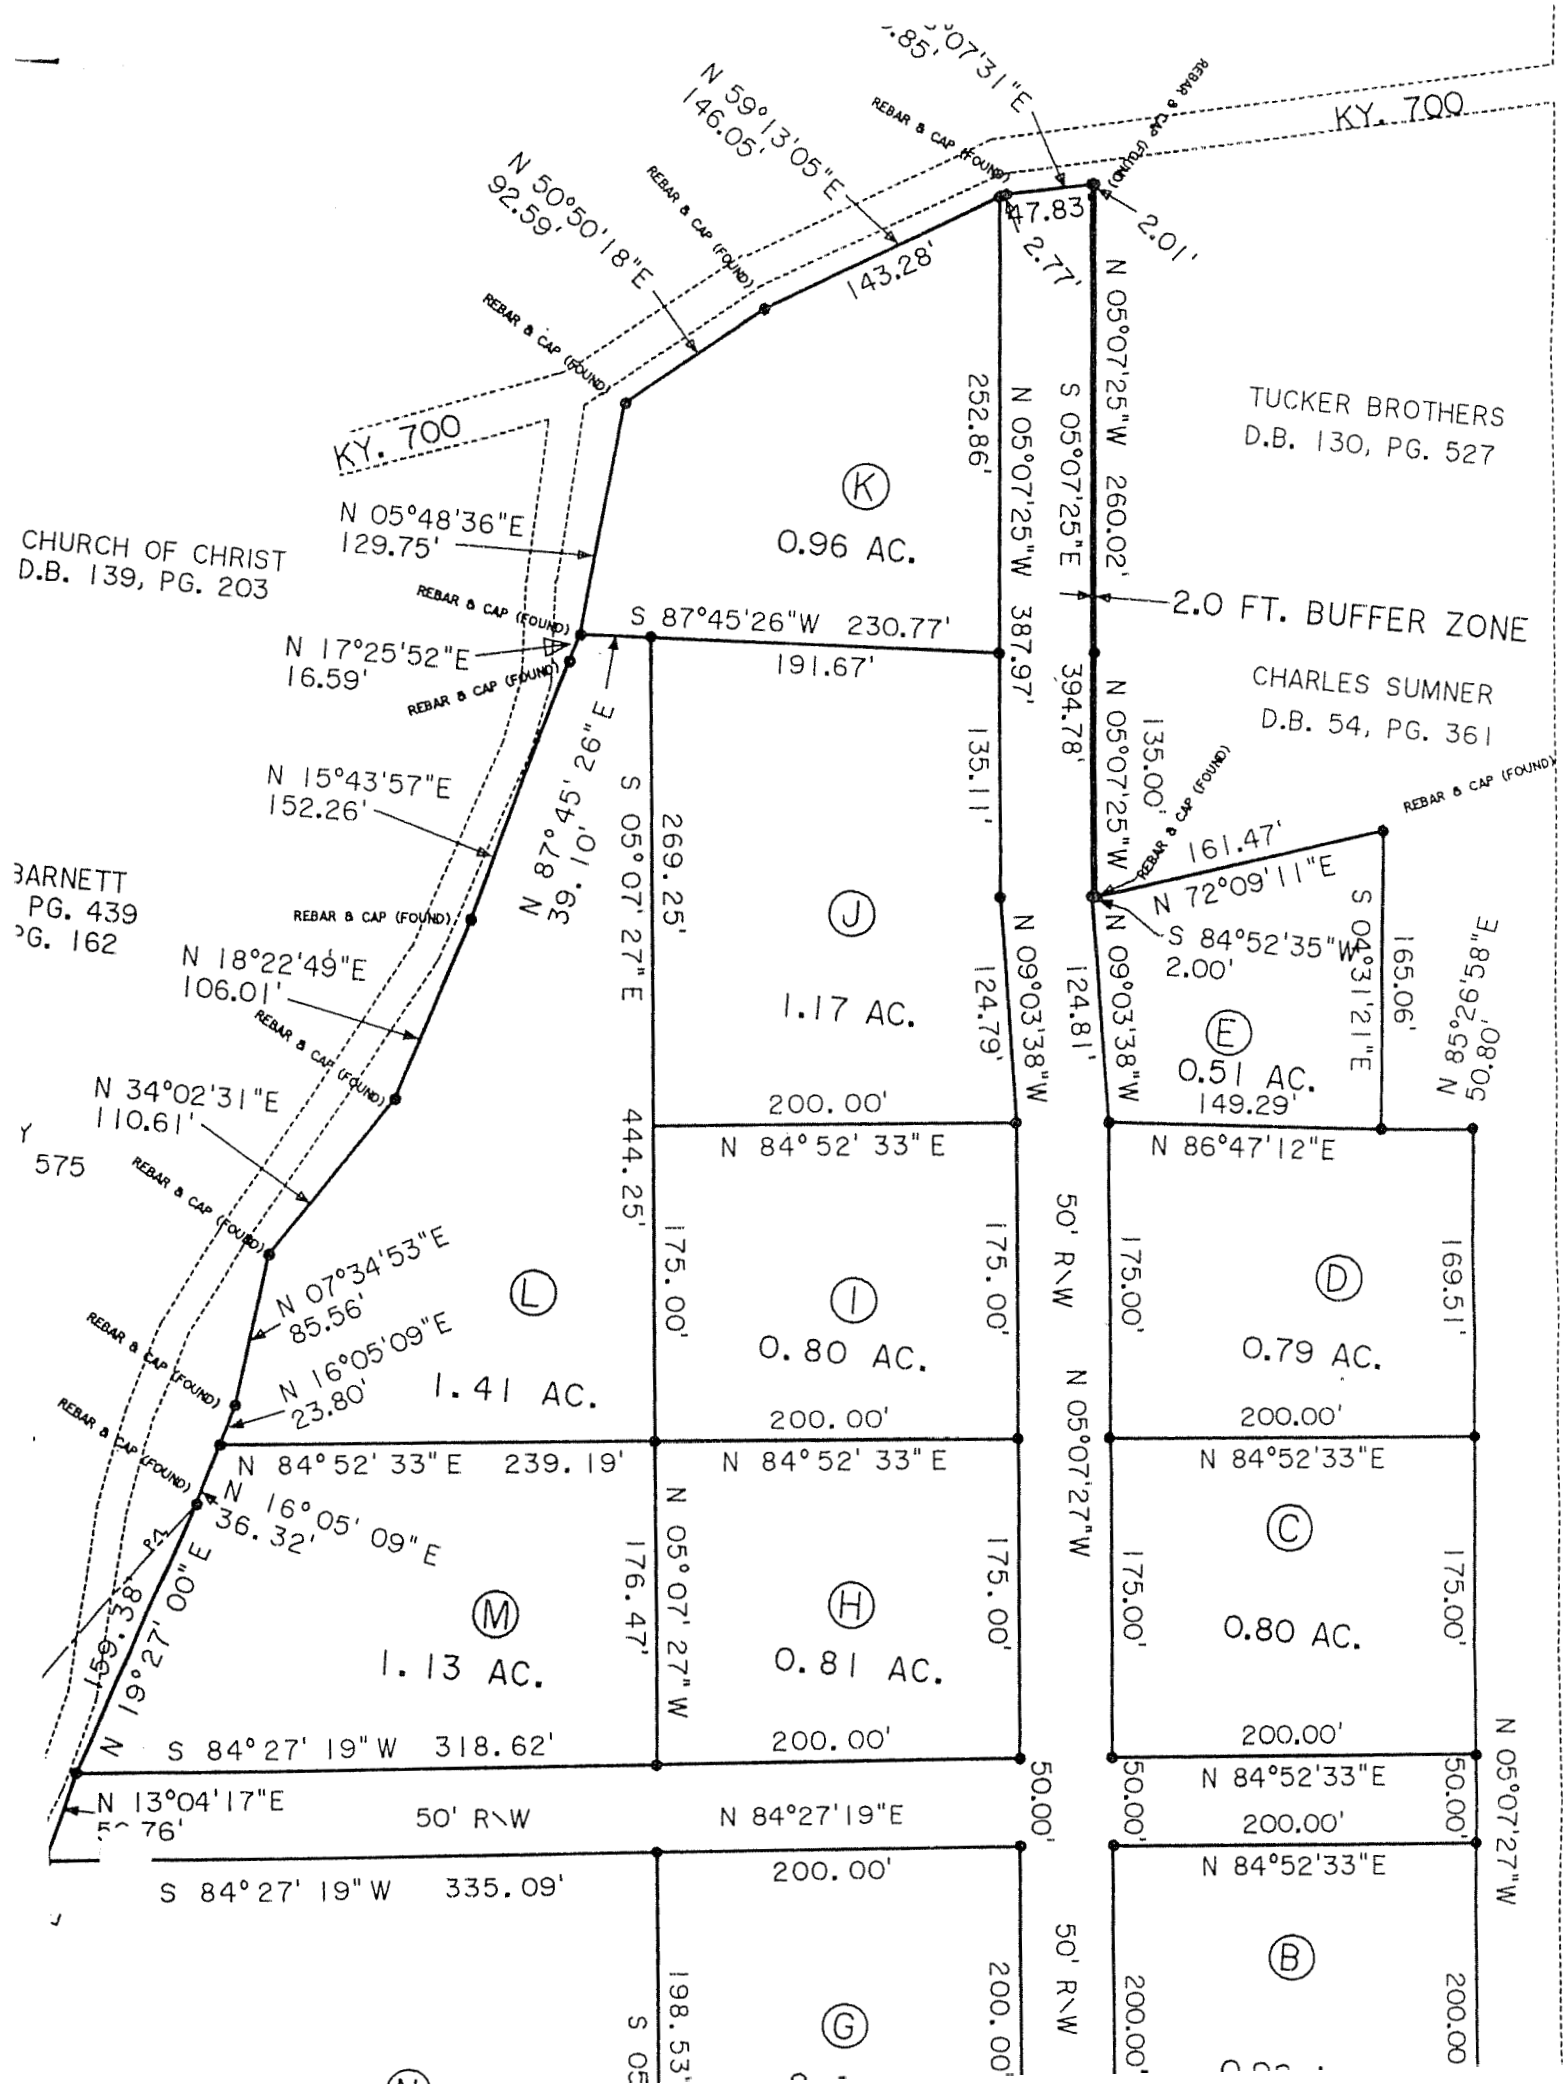 07'31"E
.85'
N 59°13'05"E
146.05'
REBAR & CAP (FOUND)
REBAR & CAP (FOUND)
KY. 700
N 50°50'18"E
92.59'
REBAR & CAP (FOUND)
47.83
2.01'
2.77'
143.28'
REBAR & CAP (FOUND)
N 05°07'25"W 260.02'
252.86'
N 05°07'25"W 387.97'
S 05°07'25"E 394.78'
TUCKER BROTHERS
D.B. 130, PG. 527
KY. 700
K
0.96 AC.
N 05°48'36"E
129.75'
CHURCH OF CHRIST
D.B. 139, PG. 203
REBAR & CAP (FOUND)
2.0 FT. BUFFER ZONE
S 87°45'26"W 230.77'
191.67'
N 17°25'52"E
16.59'
REBAR & CAP (FOUND)
CHARLES SUMNER
D.B. 54, PG. 361
N 87°45'26"E
39.10'
135.11'
N 05°07'25"W
135.00'
REBAR & CAP (FOUND)
REBAR & CAP (FOUND)
N 15°43'57"E
152.26'
S 05°07'27"E
269.25'
161.47'
N 72°09'11"E
BARNETT
PG. 439
PG. 162
REBAR & CAP (FOUND)
J
1.17 AC.
S 84°52'35"W
2.00'
S 04°31'21"E
165.06'
N 85°26'58"E
50.80'
N 18°22'49"E
106.01'
REBAR & CAP (FOUND)
N 09°03'38"W
124.79'
N 09°03'38"W
124.81'
E
0.51 AC.
149.29'
N 86°47'12"E
N 34°02'31"E
110.61'
200.00'
N 84°52'33"E
444.25'
Y
575
REBAR & CAP (FOUND)
50' R\W
N 07°34'53"E
85.56'
L
1.41 AC.
175.00'
I
0.80 AC.
175.00'
175.00'
D
0.79 AC.
169.51'
REBAR & CAP (FOUND)
N 16°05'09"E
23.80'
REBAR & CAP (FOUND)
200.00'
N 84°52'33"E
200.00'
N 84°52'33"E
N 84°52'33"E 239.19'
N 05°07'27"W
N 16°05'09"E
36.32'
N 05°07'27"W
176.47'
175.00'
175.00'
C
0.80 AC.
175.00'
159.38'
N 19°27'00"E
M
1.13 AC.
H
0.81 AC.
S 84°27'19"W 318.62'
200.00'
200.00'
N 84°52'33"E
N 05°07'27"W
N 13°04'17"E
76'
50' R\W
N 84°27'19"E
50.00'
50.00'
50.00'
200.00'
N 84°52'33"E
S 84°27'19"W 335.09'
200.00'
50' R\W
B
198.53'
S 05
G
200.00'
200.00'
200.00